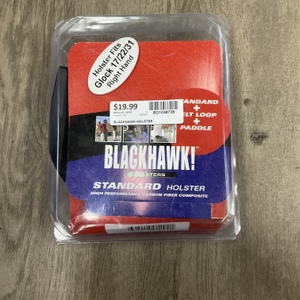 Holster Fits
Glock 17/22/31
Right Hand
$19.99
BLACKHAWK HOLSTER
STANDARD
+
BELT LOOP
+
PADDLE
BLACKHAWK!
HOLSTERS
STANDARD HOLSTER
HIGH PERFORMANCE CARBON FIBER COMPOSITE